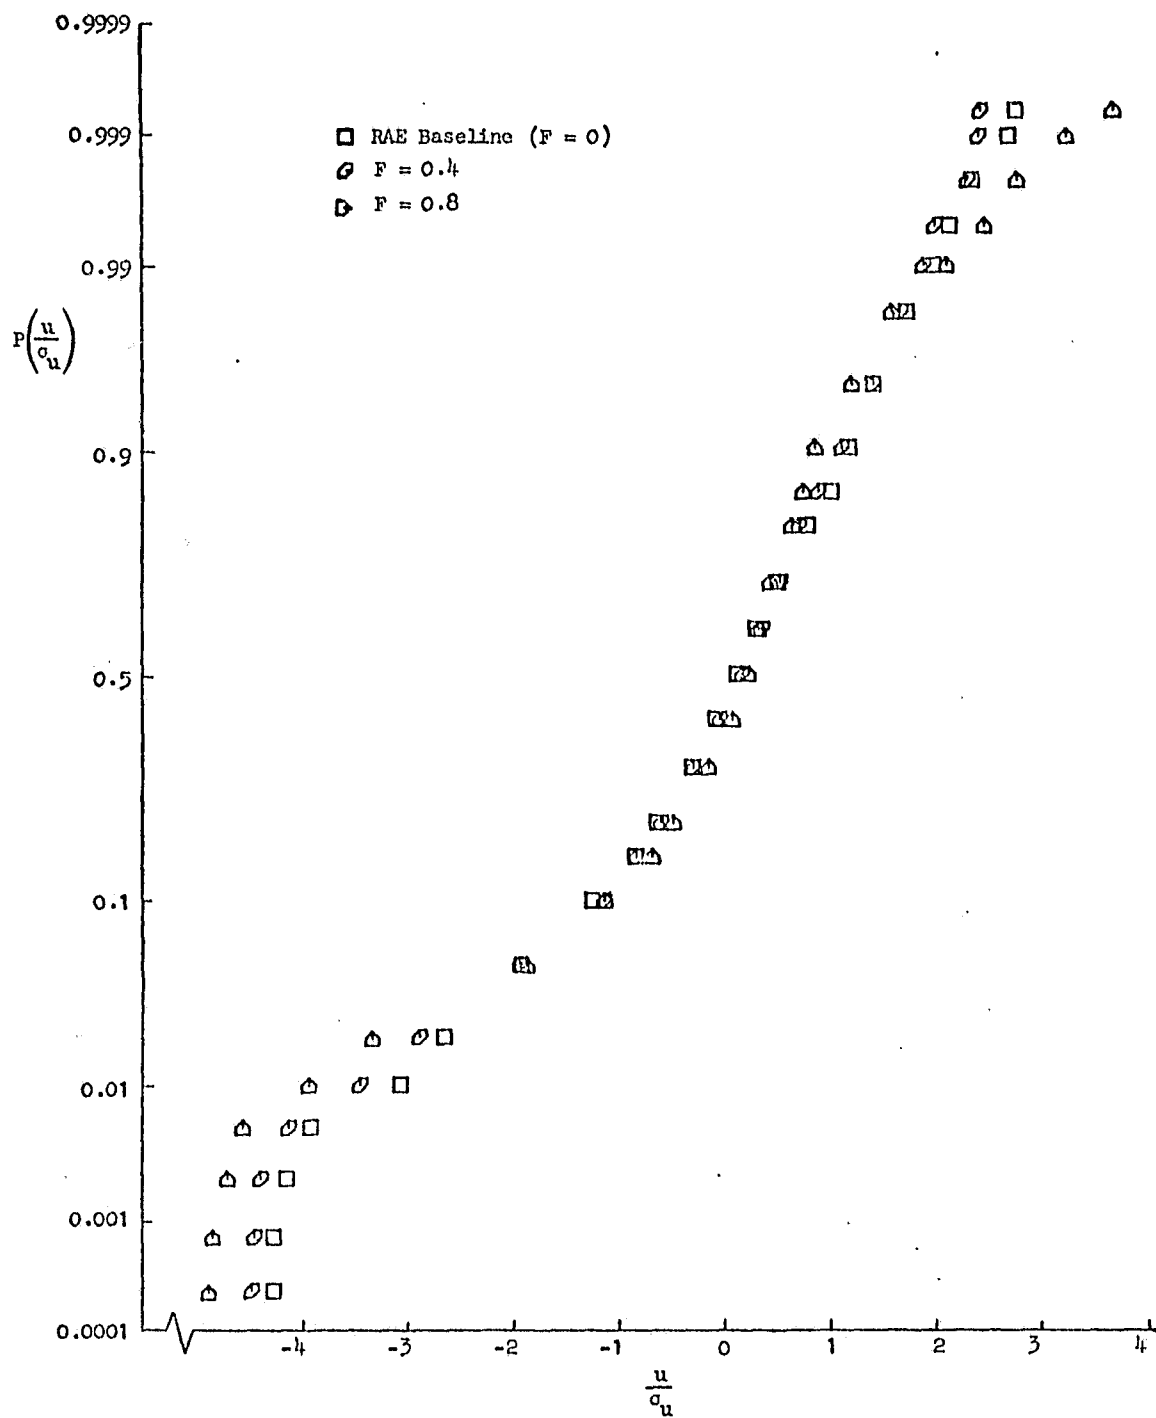 0.9999
0.999
0.99
P(u/σu)
0.9
0.5
0.1
0.01
0.001
0.0001
RAE Baseline (F = 0)
F = 0.4
F = 0.8
-4 -3 -2 -1 0 1 2 3 4
u/σu